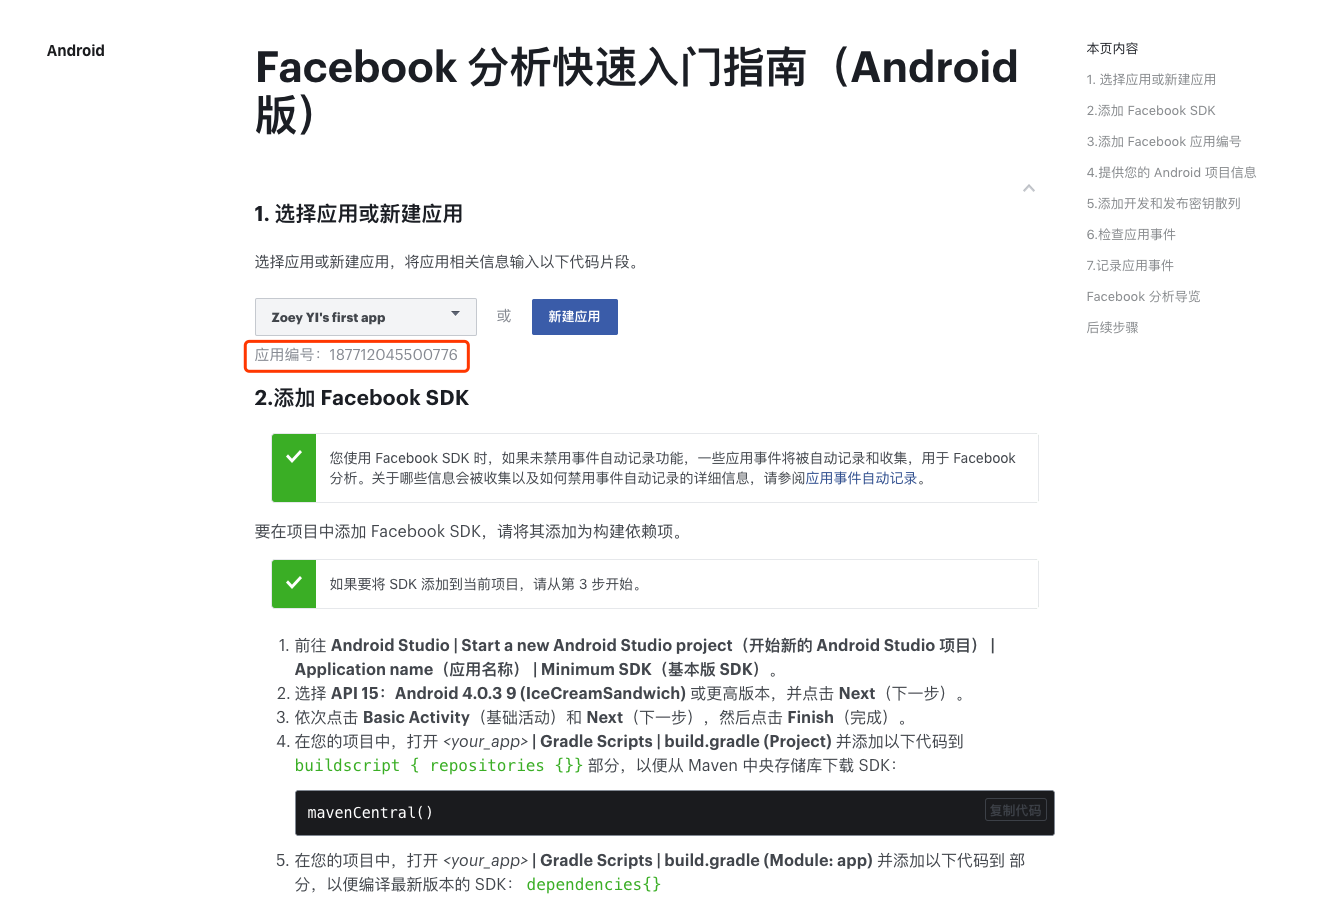 Android
Facebook 分析快速入门指南（Android
版）
1. 选择应用或新建应用
选择应用或新建应用，将应用相关信息输入以下代码片段。
Zoey YI's first app
或
新建应用
应用编号：187712045500776
2.添加 Facebook SDK
您使用 Facebook SDK 时，如果未禁用事件自动记录功能，一些应用事件将被自动记录和收集，用于 Facebook
分析。关于哪些信息会被收集以及如何禁用事件自动记录的详细信息，请参阅应用事件自动记录。
要在项目中添加 Facebook SDK，请将其添加为构建依赖项。
如果要将 SDK 添加到当前项目，请从第 3 步开始。
1. 前往 Android Studio | Start a new Android Studio project（开始新的 Android Studio 项目） |
Application name（应用名称） | Minimum SDK（基本版 SDK）。
2. 选择 API 15：Android 4.0.3 9 (IceCreamSandwich) 或更高版本，并点击 Next（下一步）。
3. 依次点击 Basic Activity（基础活动）和 Next（下一步），然后点击 Finish（完成）。
4. 在您的项目中，打开 <your_app> | Gradle Scripts | build.gradle (Project) 并添加以下代码到
buildscript { repositories {}} 部分，以便从 Maven 中央存储库下载 SDK：
mavenCentral()
复制代码
5. 在您的项目中，打开 <your_app> | Gradle Scripts | build.gradle (Module: app) 并添加以下代码到 部
分，以便编译最新版本的 SDK： dependencies{}
本页内容
1. 选择应用或新建应用
2.添加 Facebook SDK
3.添加 Facebook 应用编号
4.提供您的 Android 项目信息
5.添加开发和发布密钥散列
6.检查应用事件
7.记录应用事件
Facebook 分析导览
后续步骤